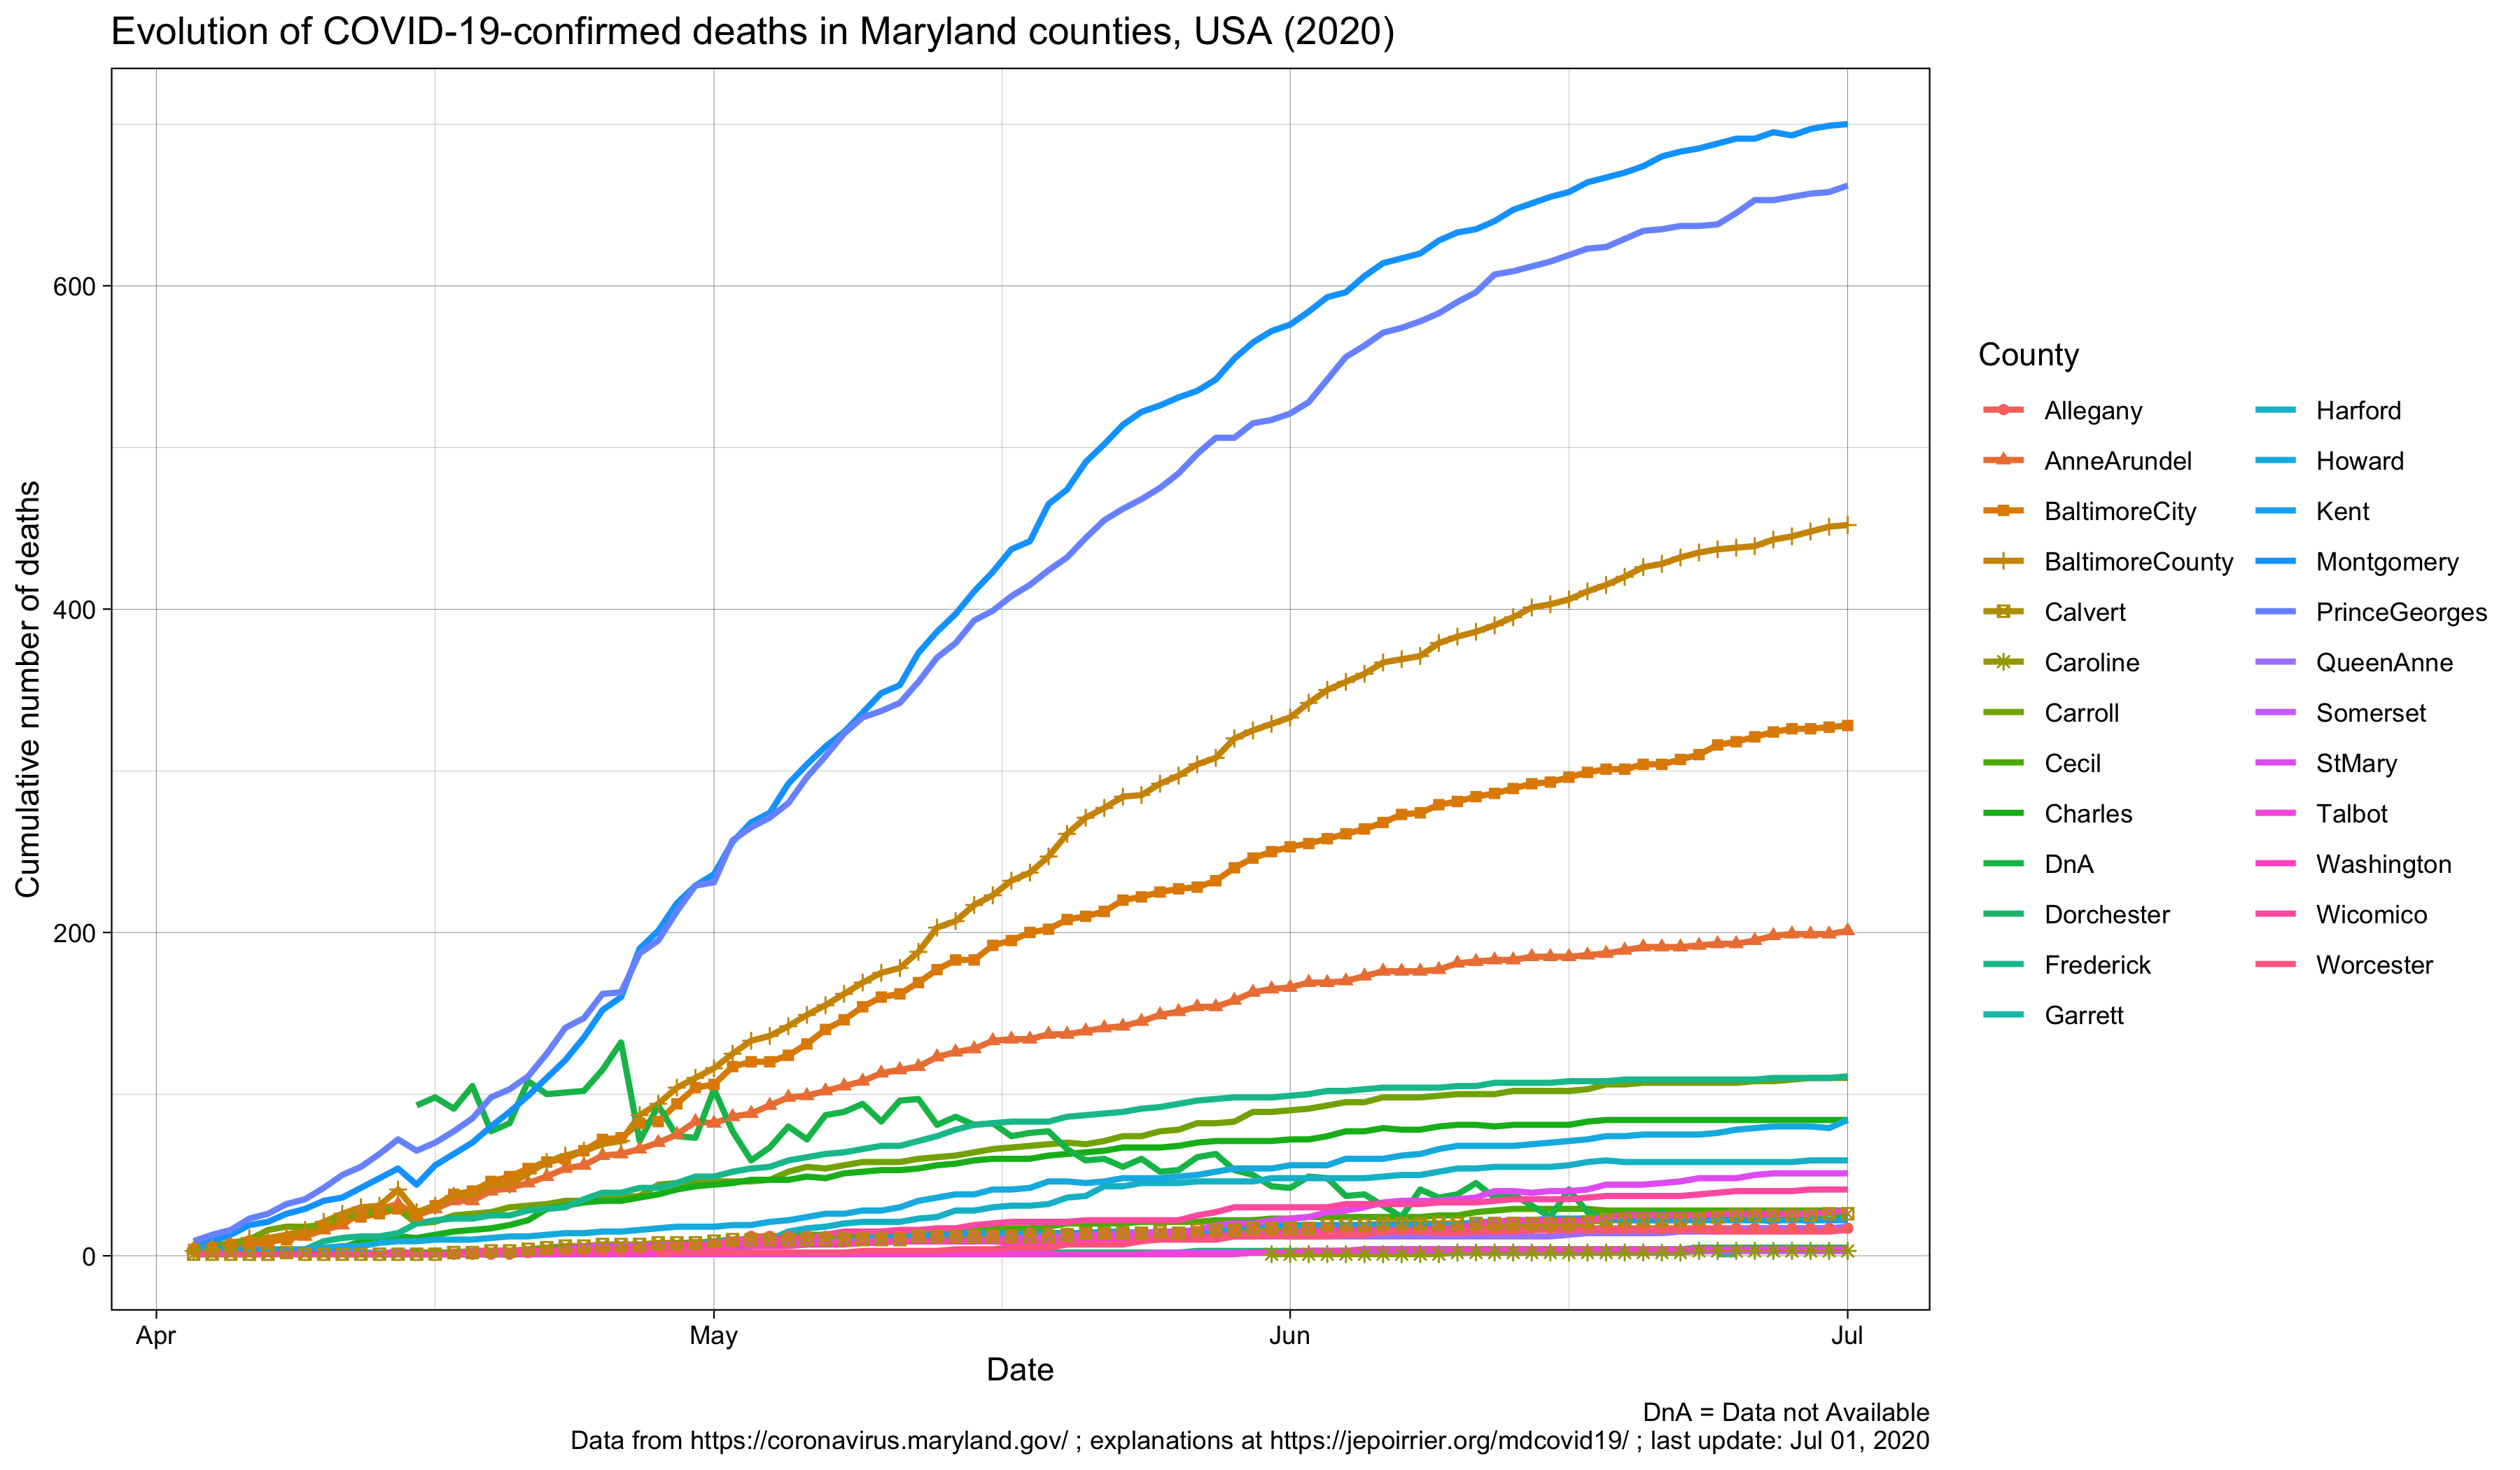 Evolution of COVID-19-confirmed deaths in Maryland counties, USA (2020)
Cumulative number of deaths
600
400
200
0
Apr
May
Jun
Jul
Date
County
Allegany
AnneArundel
BaltimoreCity
BaltimoreCounty
Calvert
Caroline
Carroll
Cecil
Charles
DnA
Dorchester
Frederick
Garrett
Harford
Howard
Kent
Montgomery
PrinceGeorges
QueenAnne
Somerset
StMary
Talbot
Washington
Wicomico
Worcester
DnA = Data not Available
Data from https://coronavirus.maryland.gov/ ; explanations at https://jepoirrier.org/mdcovid19/ ; last update: Jul 01, 2020